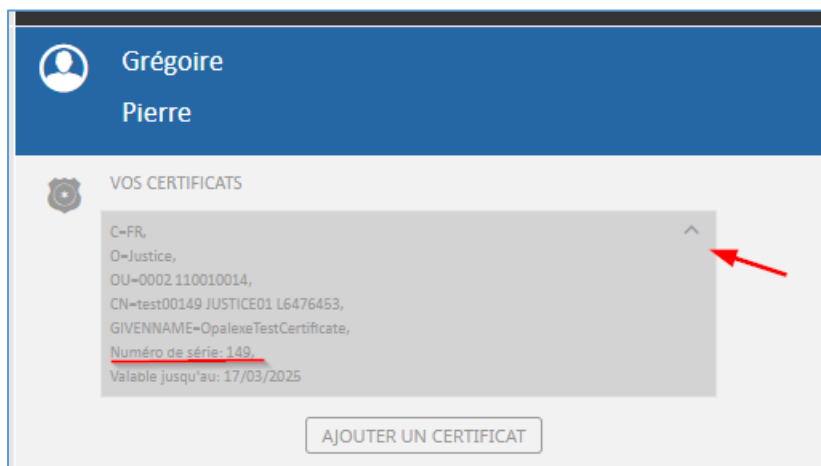 Grégoire
Pierre
VOS CERTIFICATS
C=FR,
O=Justice,
OU=0002 110010014,
CN=test00149 JUSTICE01 L6476453,
GIVENNAME=OpalexeTestCertificate,
Numéro de série: 149,
Valable jusqu'au: 17/03/2025
AJOUTER UN CERTIFICAT